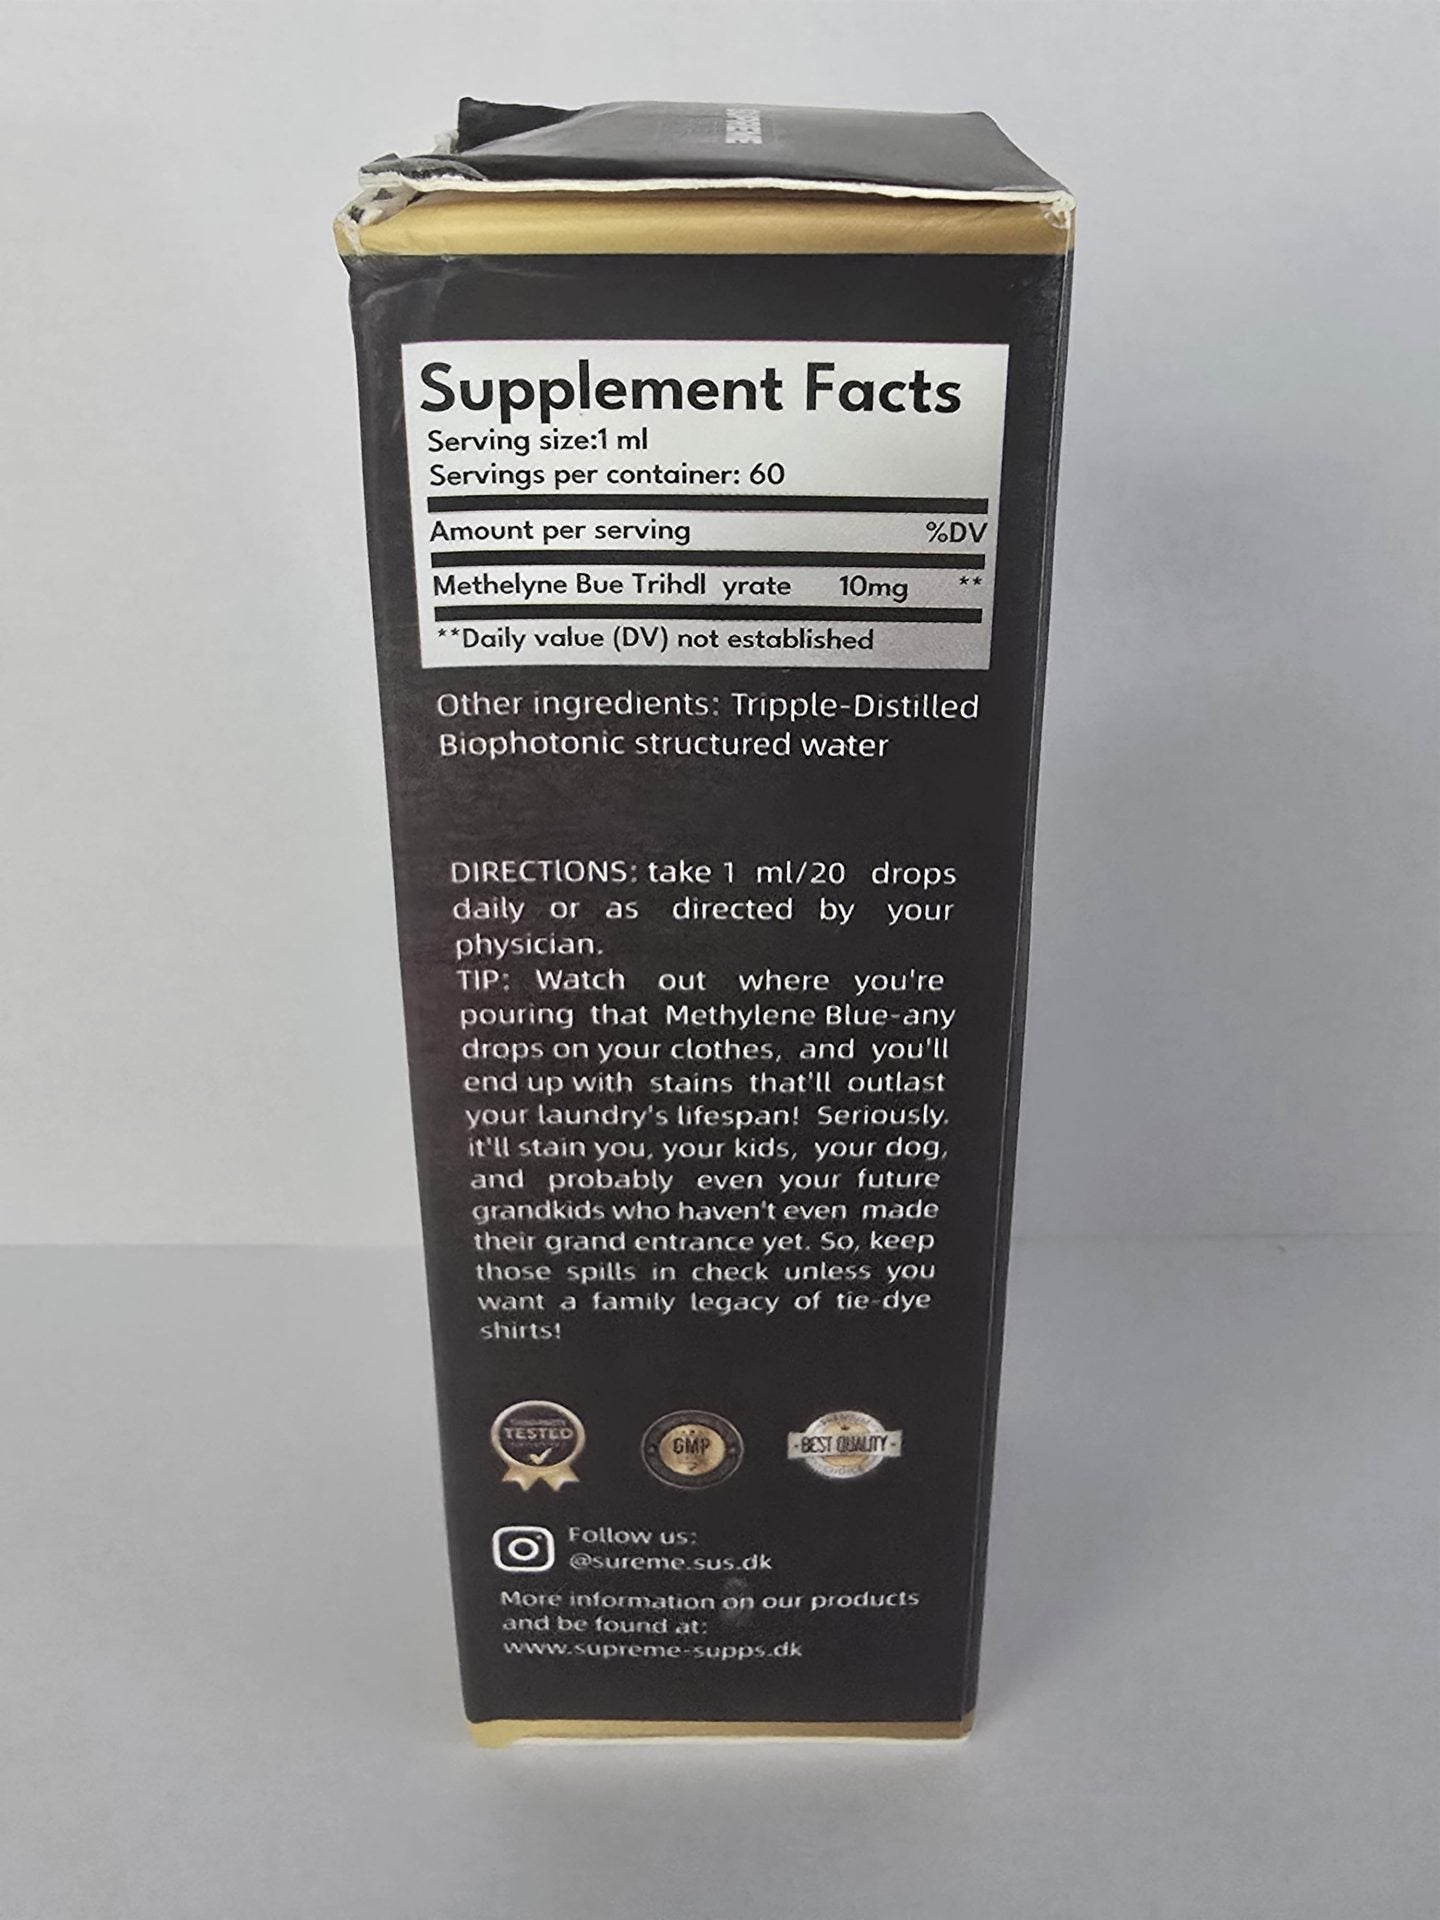 SUPREME
Supplement Facts
Serving size:1 ml
Servings per container: 60
Amount per serving %DV
Methelyne Bue Trihdl yrate 10mg **
**Daily value (DV) not established
Other ingredients: Tripple-Distilled
Biophotonic structured water
DIRECTIONS: take 1 ml/20 drops
daily or as directed by your
physician.
TIP: Watch out where you're
pouring that Methylene Blue-any
drops on your clothes, and you'll
end up with stains that'll outlast
your laundry's lifespan! Seriously.
it'll stain you, your kids, your dog,
and probably even your future
grandkids who haven't even made
their grand entrance yet. So, keep
those spills in check unless you
want a family legacy of tie-dye
shirts!
TESTED
GMP
PREMIUM
BEST QUALITY
CHOICE
Follow us:
@sureme.sus.dk
More information on our products
and be found at:
www.supreme-supps.dk